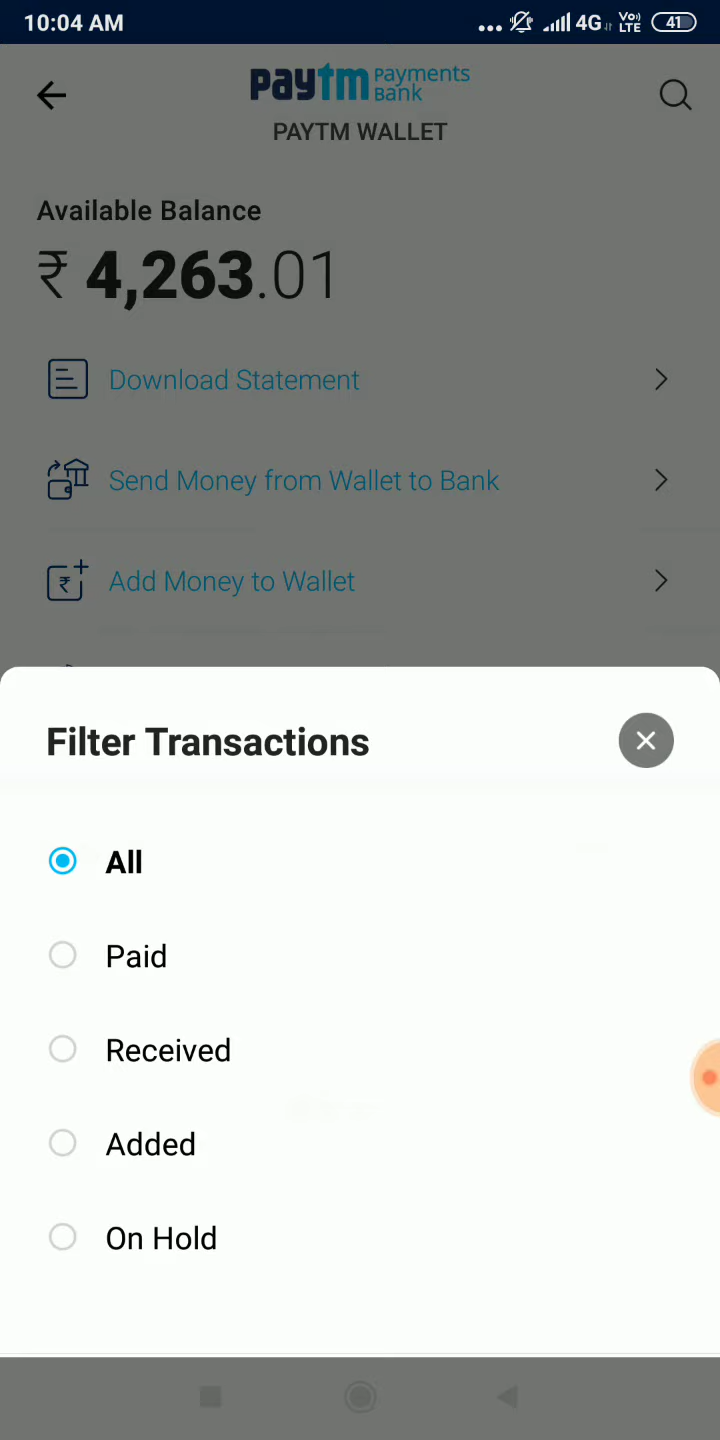 10:04 AM
4G Vo) LTE 41
paytm Payments Bank
PAYTM WALLET
Available Balance
₹ 4,263.01
Download Statement
Send Money from Wallet to Bank
₹ Add Money to Wallet
Filter Transactions
All
Paid
Received
Added
On Hold